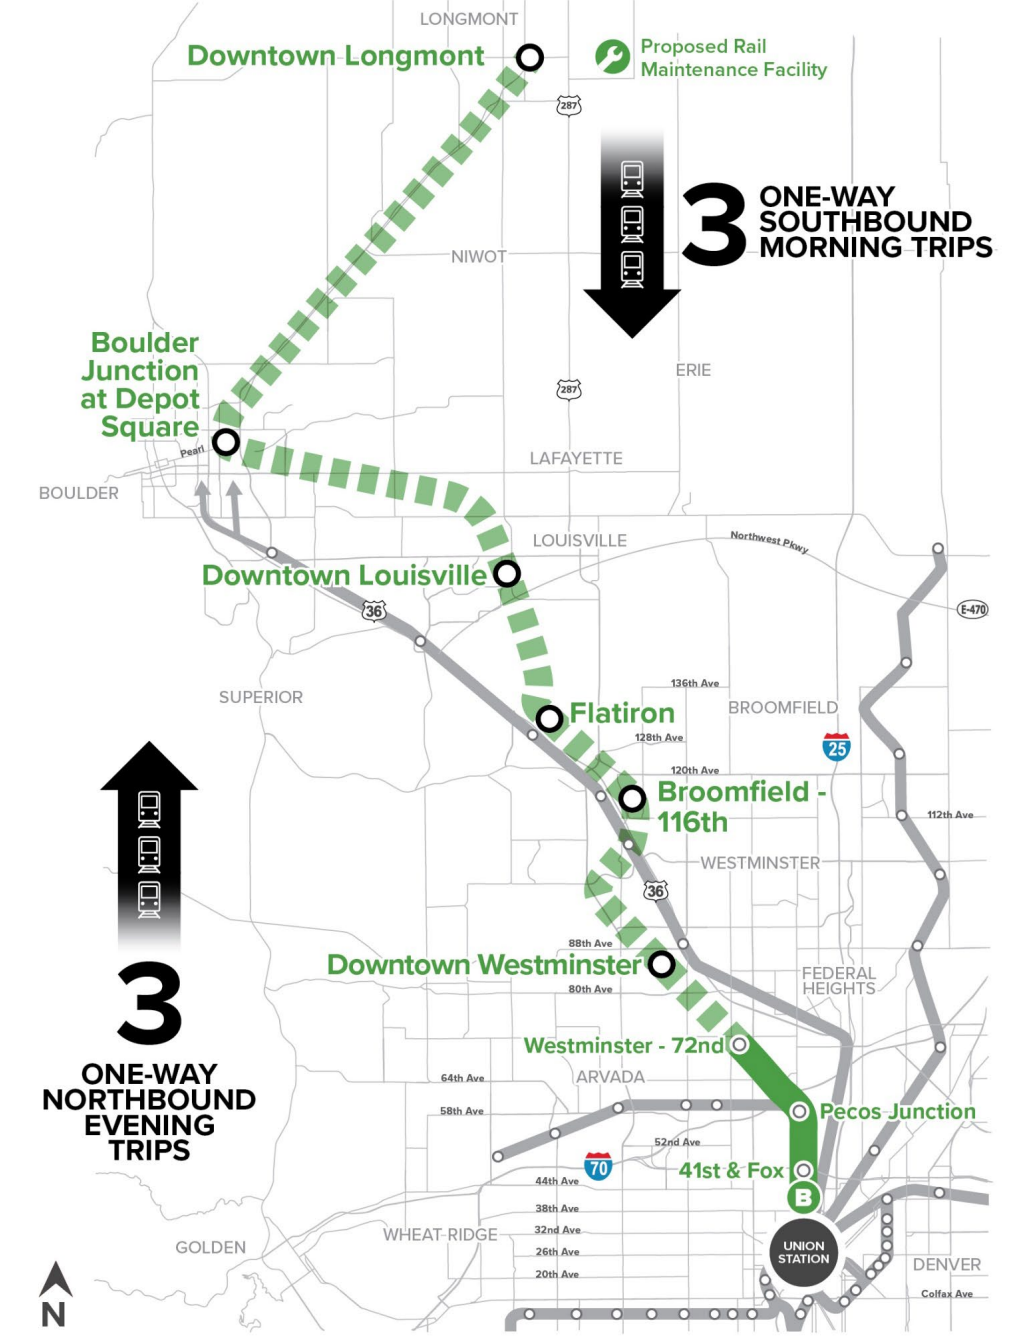 LONGMONT
Downtown Longmont
Proposed Rail
Maintenance Facility
287
3
ONE-WAY
SOUTHBOUND
MORNING TRIPS
NIWOT
Boulder
Junction
at Depot
Square
ERIE
287
Pearl
LAFAYETTE
BOULDER
LOUISVILLE
Northwest Pkwy
Downtown Louisville
36
E-470
SUPERIOR
136th Ave
BROOMFIELD
Flatiron
128th Ave
25
120th Ave
Broomfield -
116th
112th Ave
WESTMINSTER
36
88th Ave
Downtown Westminster
80th Ave
FEDERAL
HEIGHTS
3
ONE-WAY
NORTHBOUND
EVENING
TRIPS
Westminster - 72nd
64th Ave
ARVADA
58th Ave
Pecos Junction
52nd Ave
70
41st & Fox
44th Ave
B
38th Ave
WHEAT RIDGE
32nd Ave
GOLDEN
UNION
STATION
26th Ave
DENVER
20th Ave
Colfax Ave
N